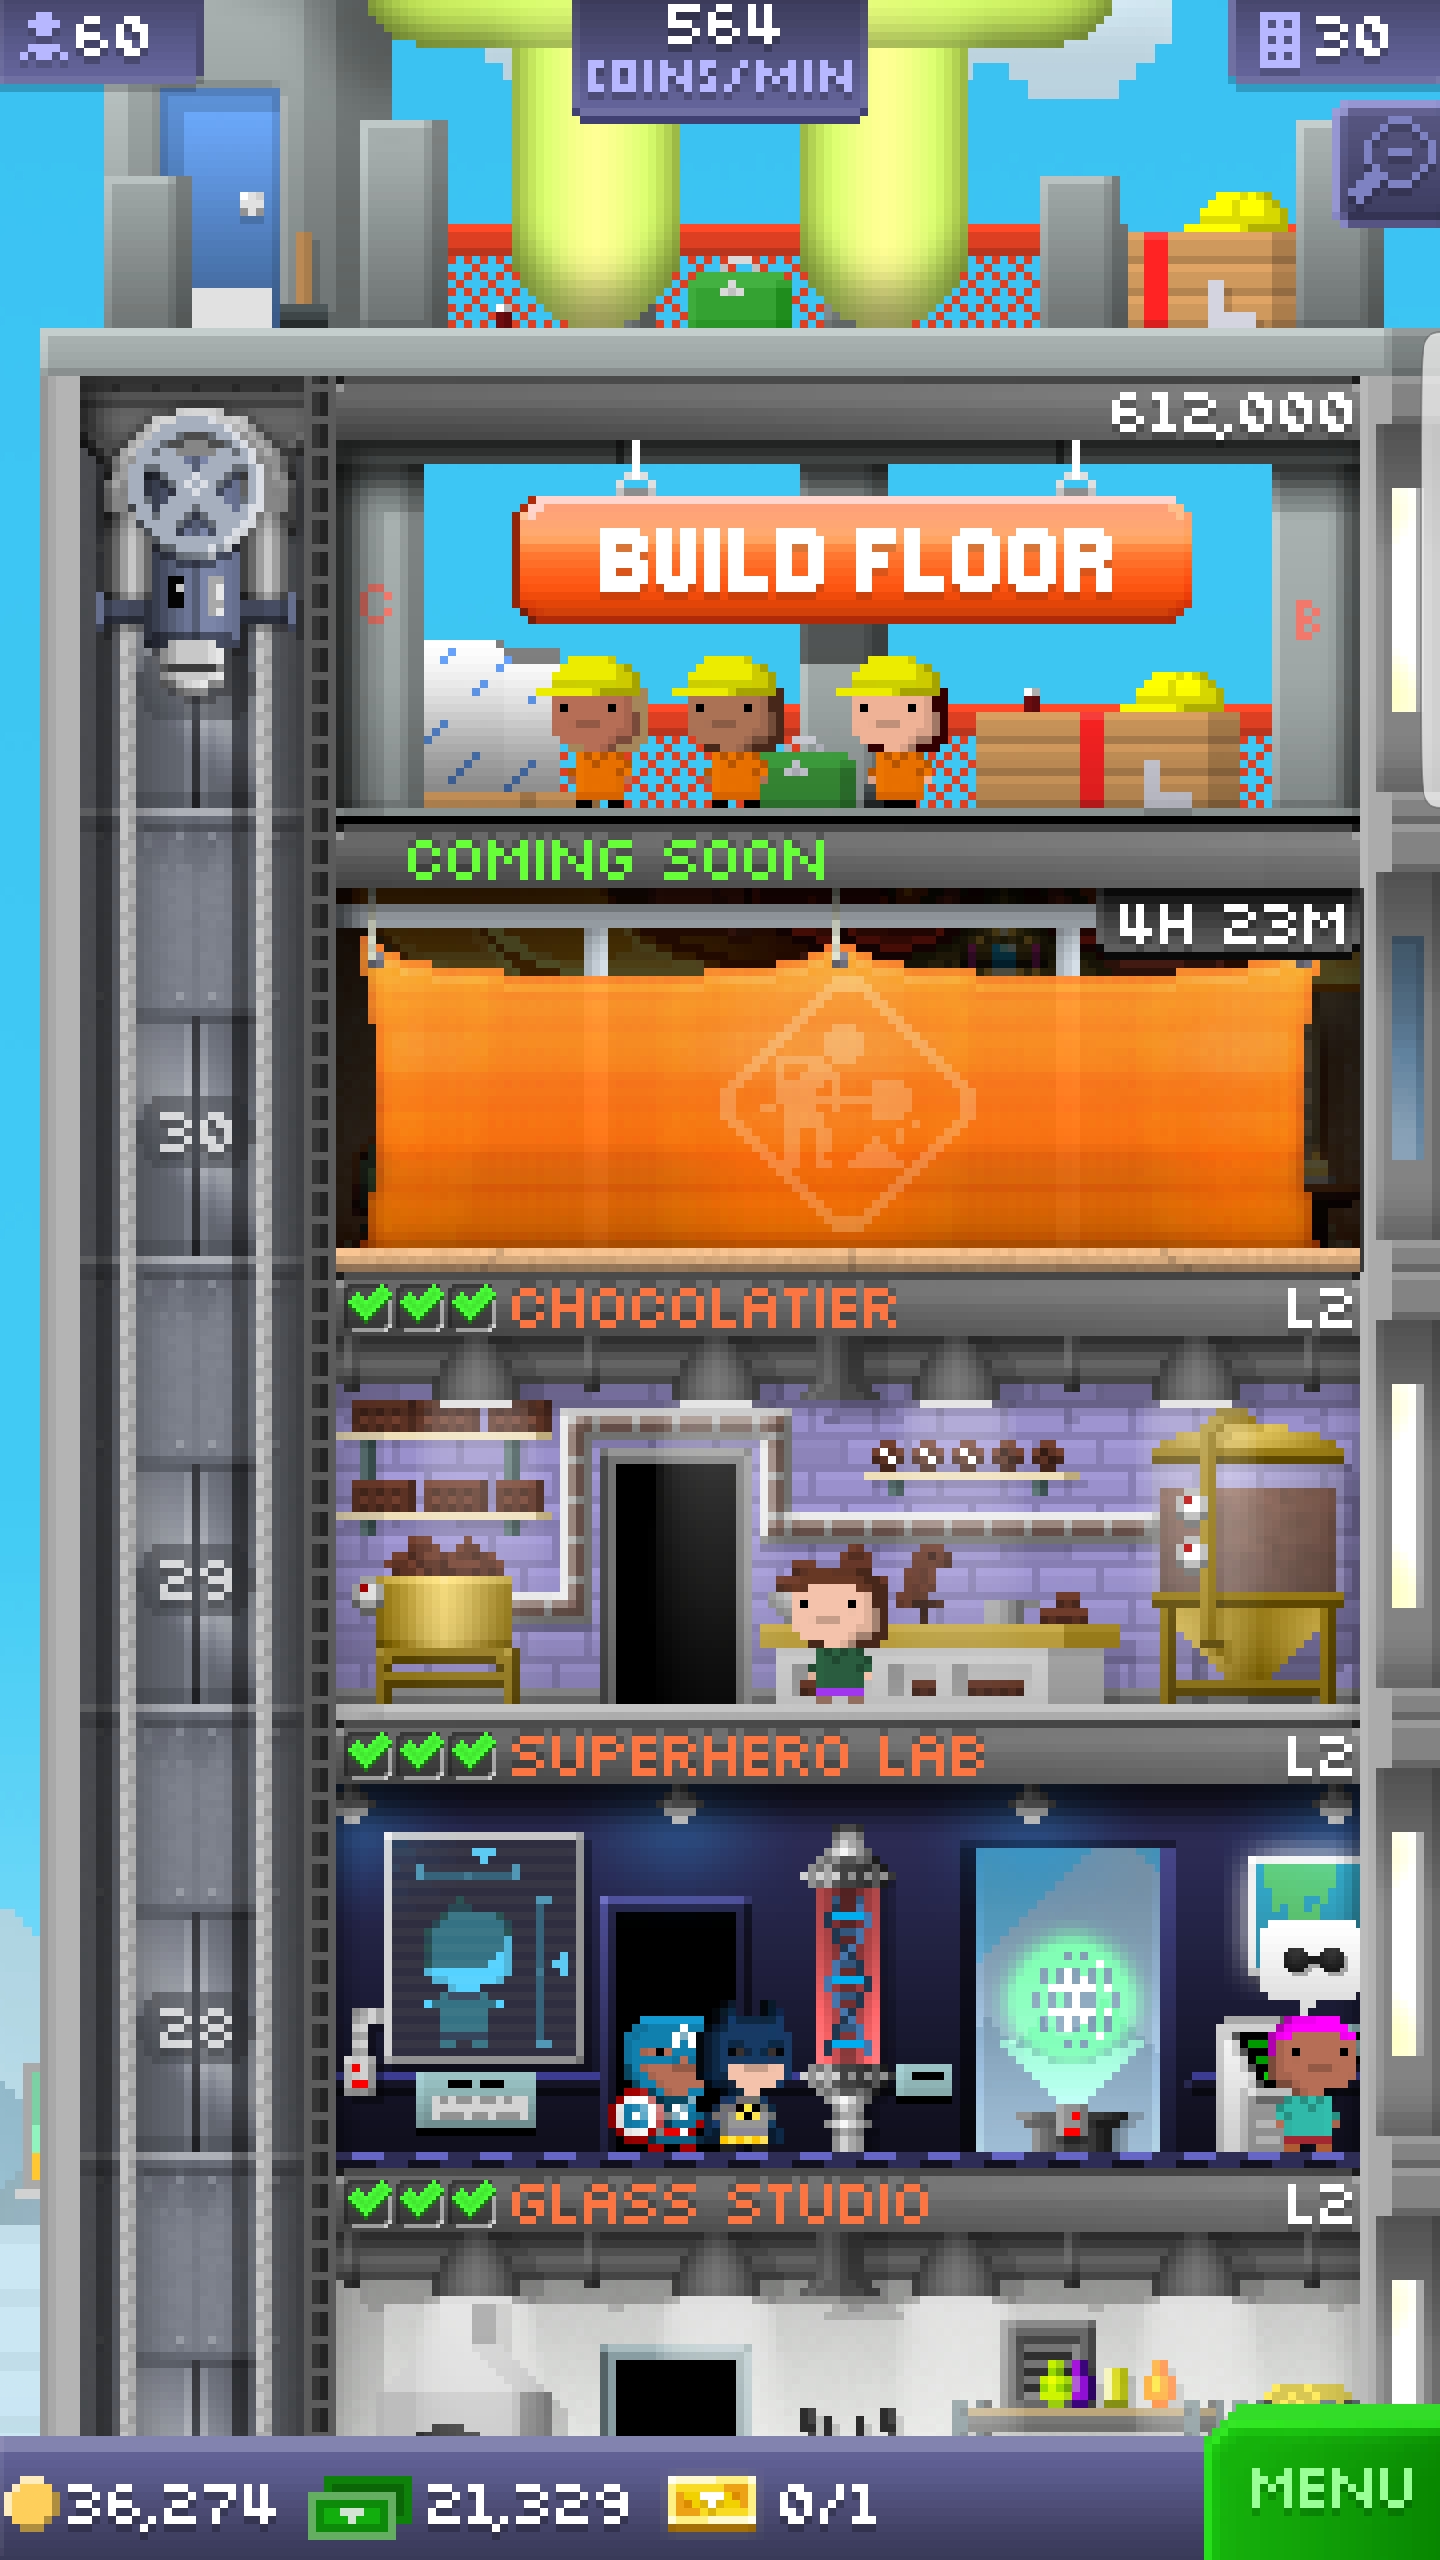 60
564
COINS/MIN
30
612,000
BUILD FLOOR
C
B
COMING SOON
4H 23M
30
CHOCOLATIER L2
29
SUPERHERO LAB L2
28
GLASS STUDIO L2
36,274 21,329 0/1
MENU